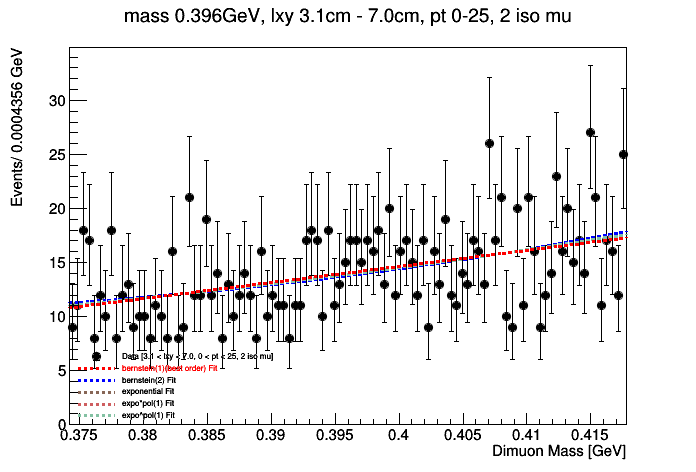 mass 0.396GeV, lxy 3.1cm - 7.0cm, pt 0-25, 2 iso mu
Events/ 0.0004356 GeV
30
25
20
15
10
5
0
Data [3.1 < lxy < 7.0, 0 < pt < 25, 2 iso mu]
bernstein(1)(best order) Fit
bernstein(2) Fit
exponential Fit
expo*pol(1) Fit
expo*pol(1) Fit
0.375 0.38 0.385 0.39 0.395 0.4 0.405 0.41 0.415
Dimuon Mass [GeV]